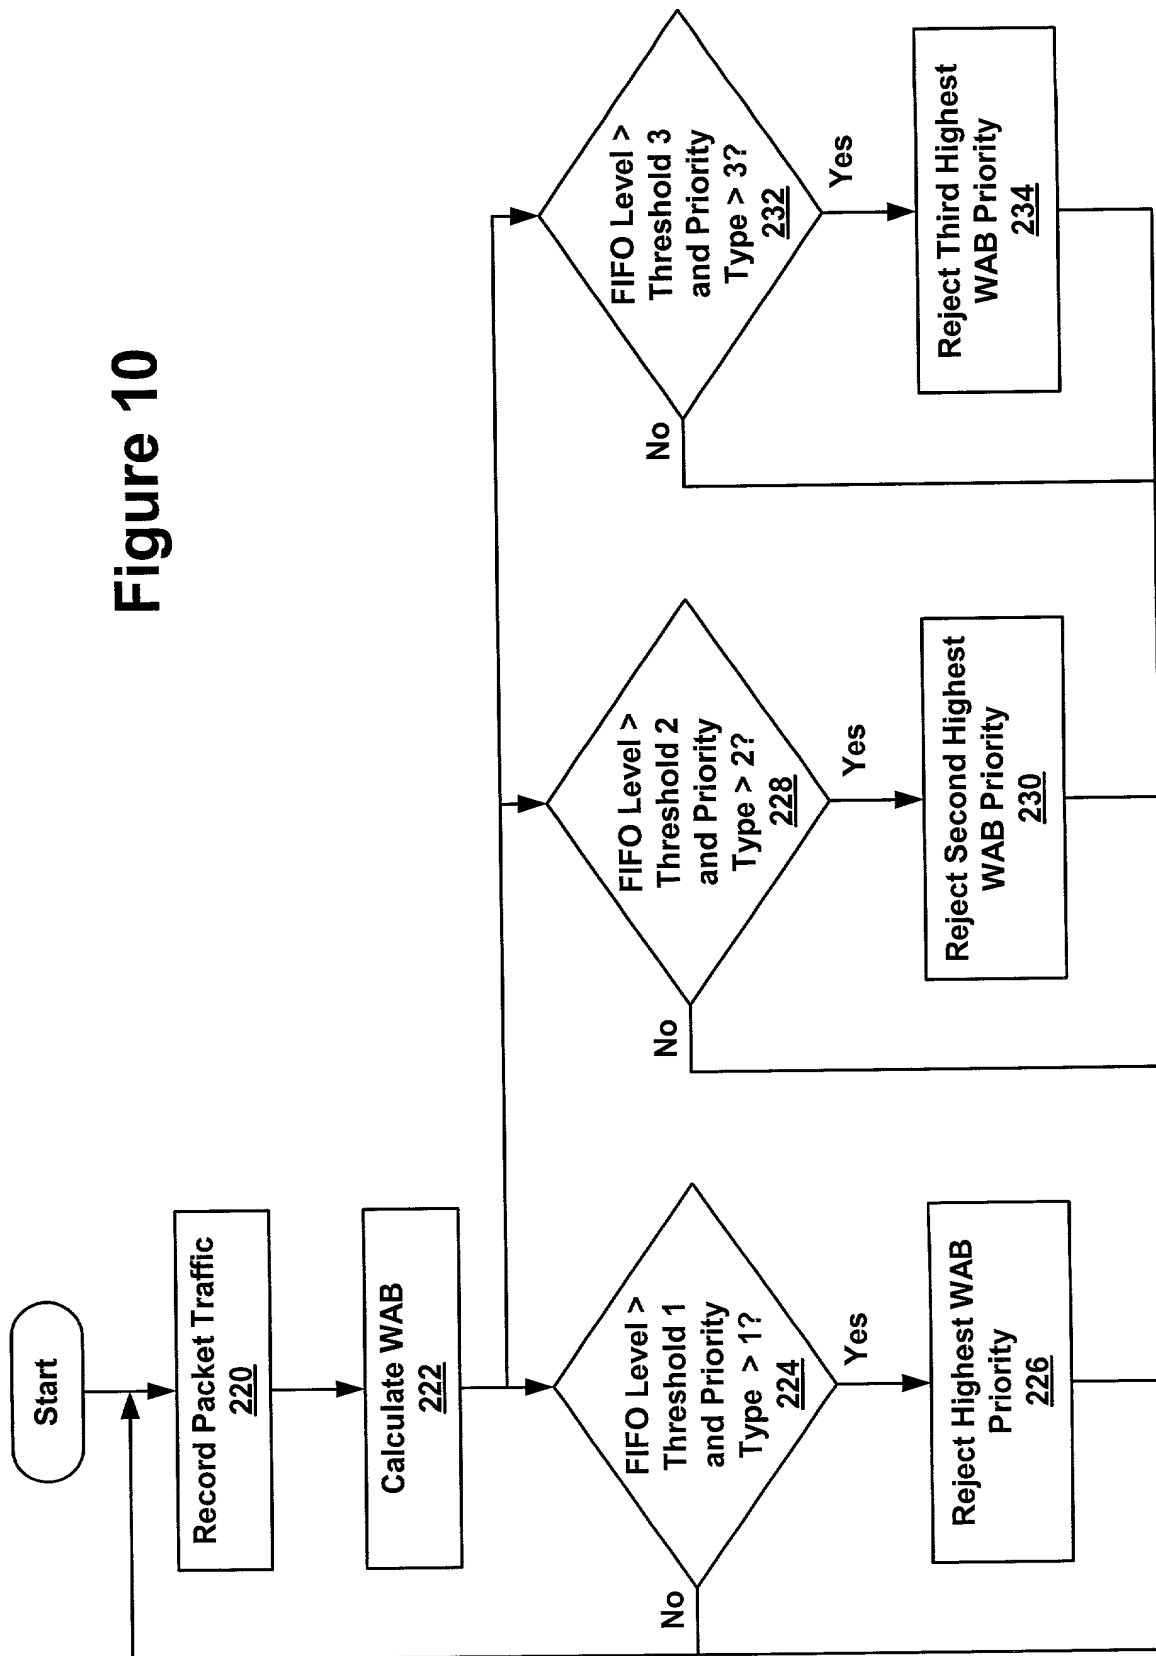 Figure 10
Start
Record Packet Traffic
220
Calculate WAB
222
FIFO Level >
Threshold 1
and Priority
Type > 1?
224
No
Yes
Reject Highest WAB
Priority
226
FIFO Level >
Threshold 2
and Priority
Type > 2?
228
No
Yes
Reject Second Highest
WAB Priority
230
FIFO Level >
Threshold 3
and Priority
Type > 3?
232
No
Yes
Reject Third Highest
WAB Priority
234